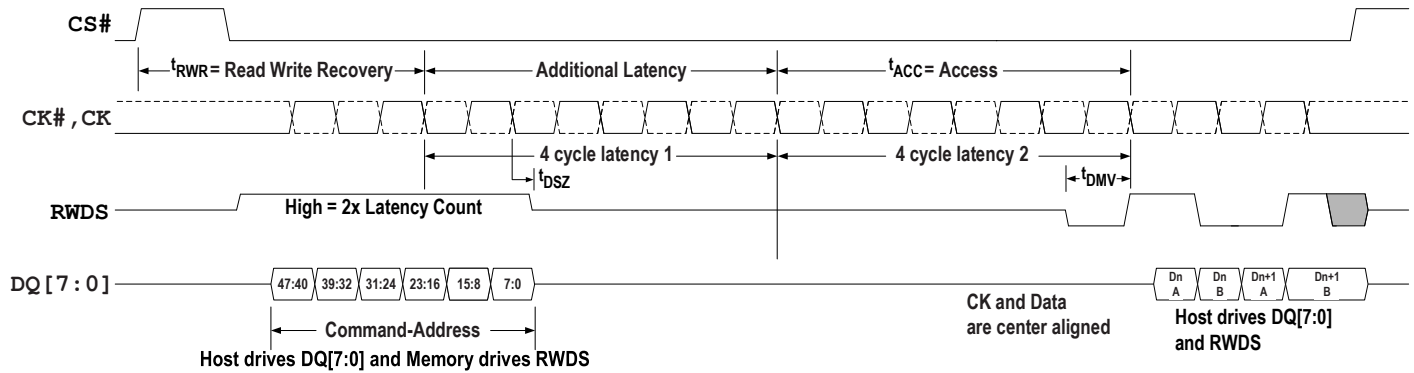 CS#
tRWR = Read Write Recovery
Additional Latency
tACC = Access
CK#, CK
4 cycle latency 1
4 cycle latency 2
tDSZ
tDMV
RWDS
High = 2x Latency Count
DQ[7:0]
47:40 39:32 31:24 23:16 15:8 7:0
Dn A
Dn B
Dn+1 A
Dn+1 B
Command-Address
CK and Data
are center aligned
Host drives DQ[7:0]
and RWDS
Host drives DQ[7:0] and Memory drives RWDS